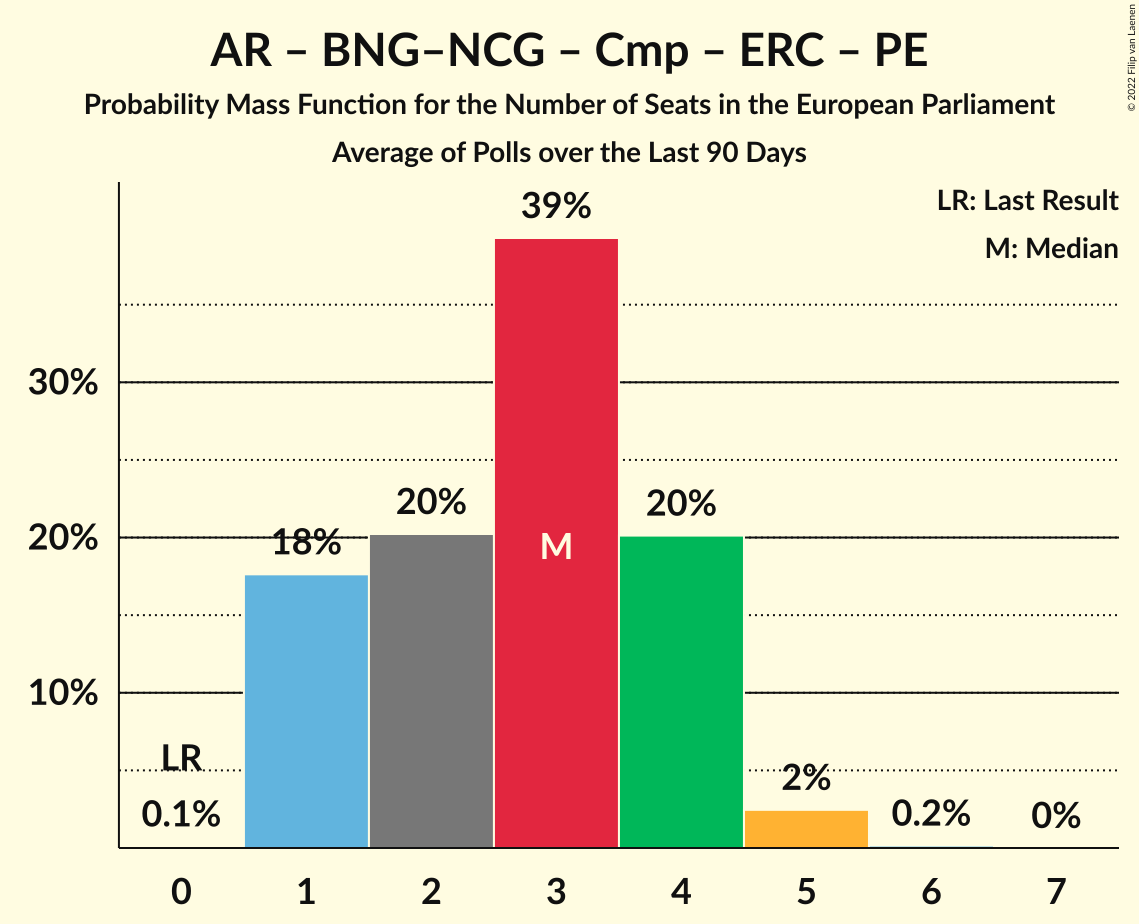 AR – BNG–NCG – Cmp – ERC – PE
Probability Mass Function for the Number of Seats in the European Parliament
Average of Polls over the Last 90 Days
© 2022 Filip van Laenen
LR: Last Result
M: Median
39%
30%
20%
20%
20%
18%
M
10%
LR
0.1%
2%
0.2%
0%
0 1 2 3 4 5 6 7